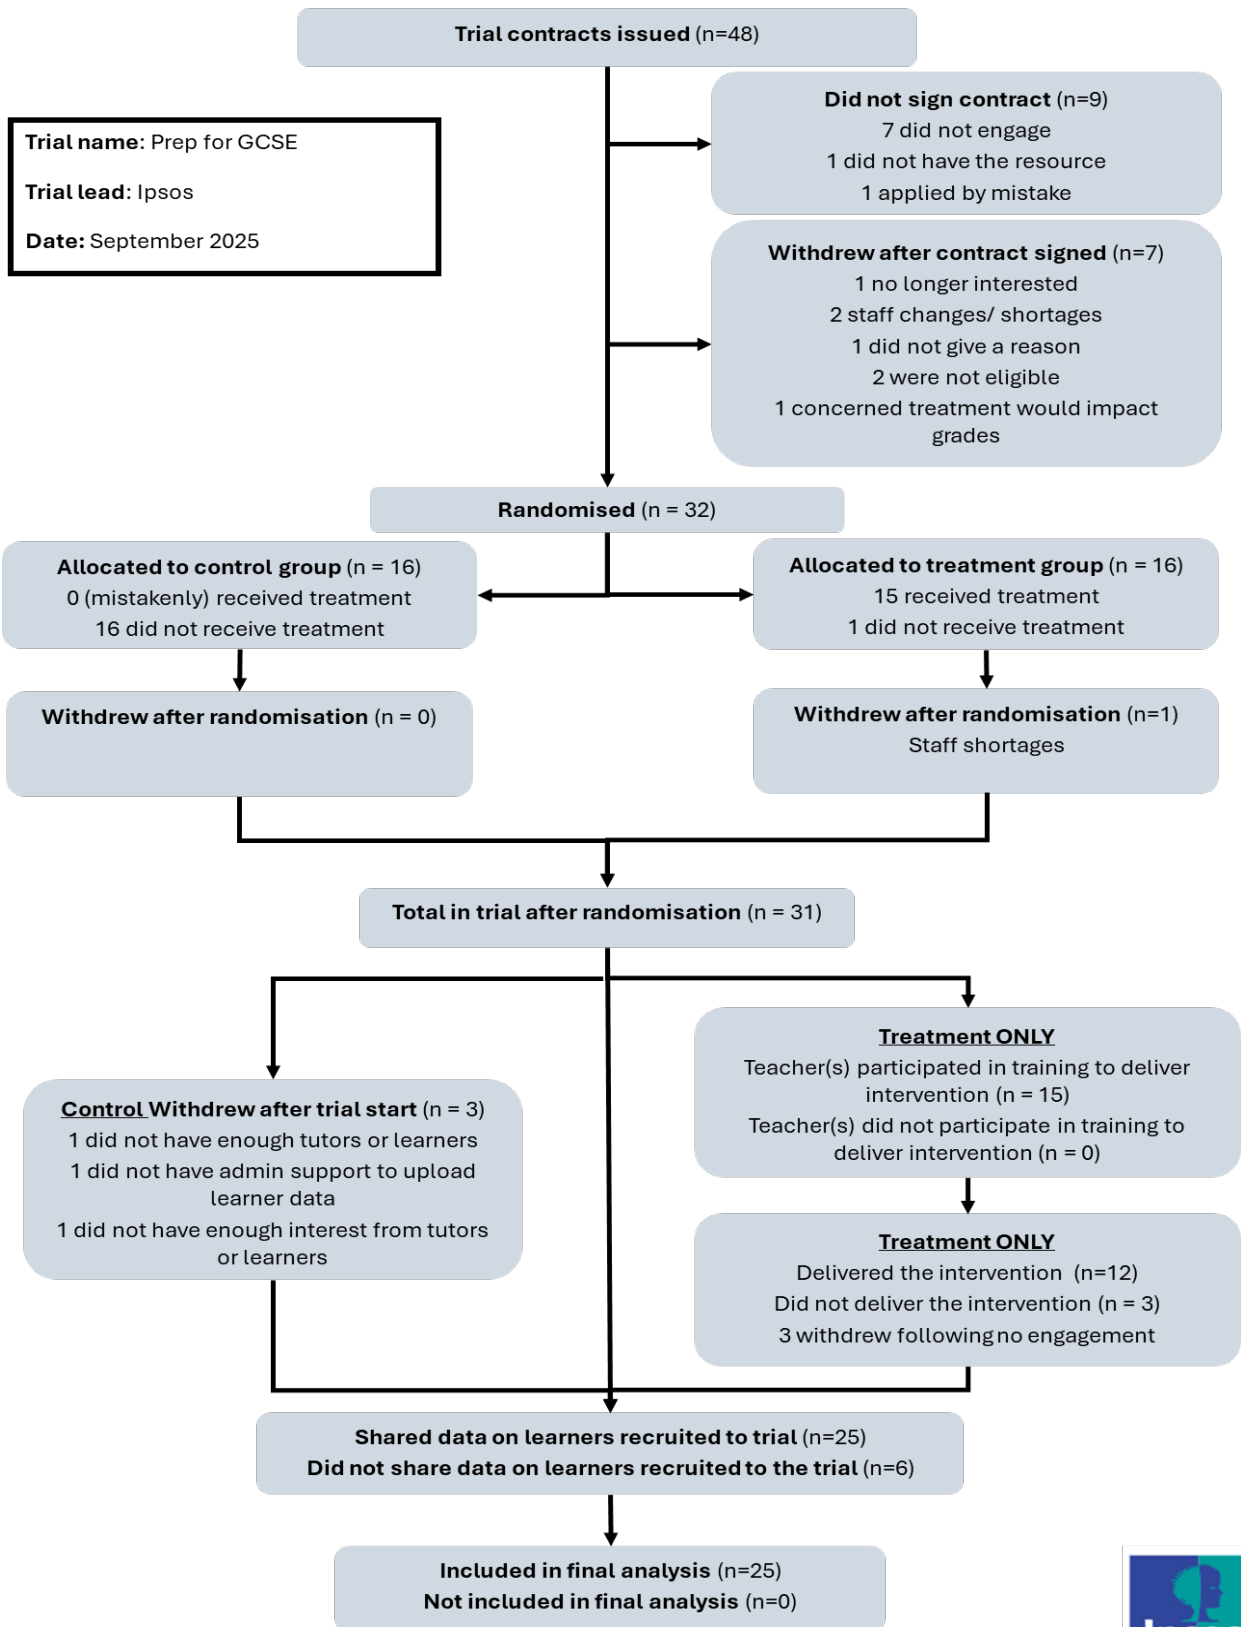 Trial contracts issued (n=48)
Did not sign contract (n=9)
7 did not engage
1 did not have the resource
1 applied by mistake
Trial name: Prep for GCSE
Trial lead: Ipsos
Date: September 2025
Withdrew after contract signed (n=7)
1 no longer interested
2 staff changes/ shortages
1 did not give a reason
2 were not eligible
1 concerned treatment would impact
grades
Randomised (n = 32)
Allocated to control group (n = 16)
0 (mistakenly) received treatment
16 did not receive treatment
Allocated to treatment group (n = 16)
15 received treatment
1 did not receive treatment
Withdrew after randomisation (n = 0)
Withdrew after randomisation (n=1)
Staff shortages
Total in trial after randomisation (n = 31)
Treatment ONLY
Teacher(s) participated in training to deliver
intervention (n = 15)
Teacher(s) did not participate in training to
deliver intervention (n = 0)
Control Withdrew after trial start (n = 3)
1 did not have enough tutors or learners
1 did not have admin support to upload
learner data
1 did not have enough interest from tutors
or learners
Treatment ONLY
Delivered the intervention (n=12)
Did not deliver the intervention (n = 3)
3 withdrew following no engagement
Shared data on learners recruited to trial (n=25)
Did not share data on learners recruited to the trial (n=6)
Included in final analysis (n=25)
Not included in final analysis (n=0)